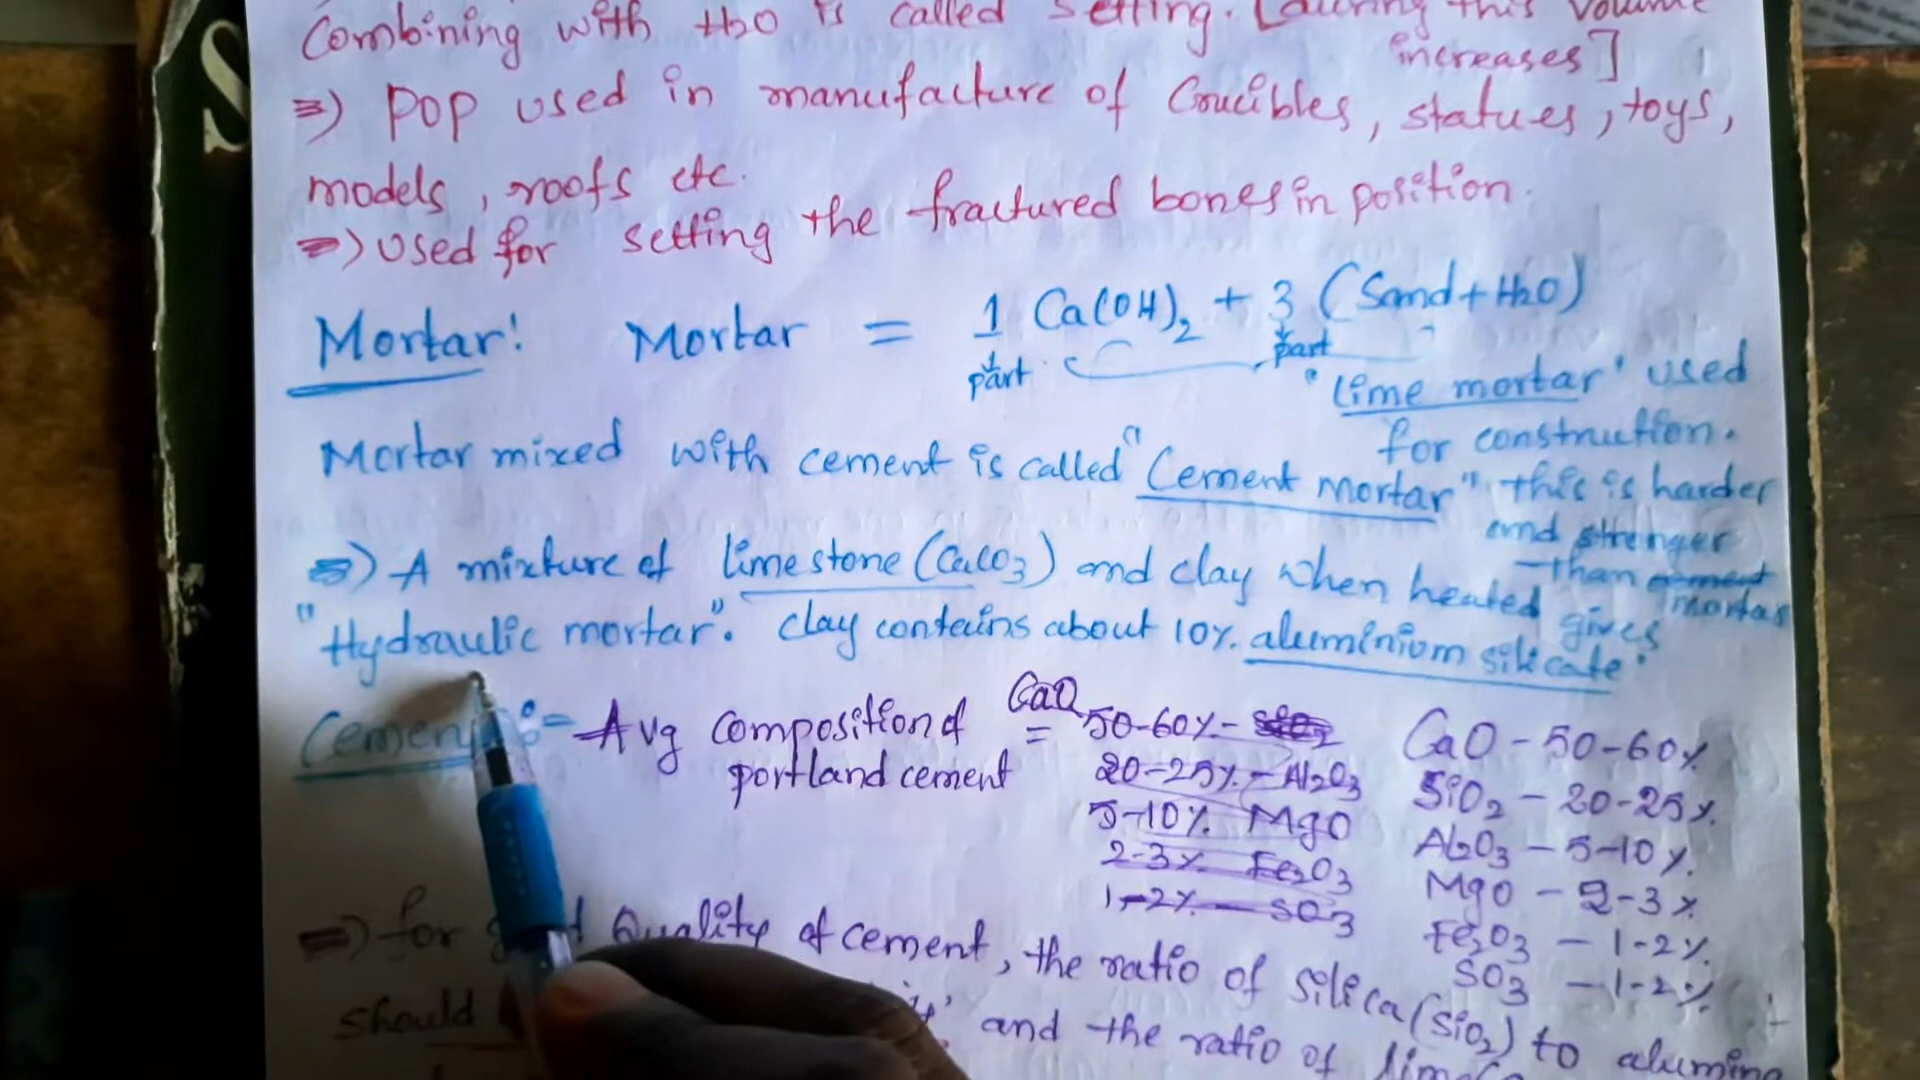 Combining with H2O is called setting. [during this volume
increases]
⇒) POP used in manufacture of Crucibles, statues, toys,
models, roofs etc.
⇒) Used for setting the fractured bones in position.
Mortar: Mortar = 1 Ca(OH)2 + 3 (Sand+H2O)
part part
"lime mortar" used
for construction.
Mortar mixed with cement is called "Cement mortar" this is harder
and stronger
than cement mortar
⇒) A mixture of limestone (CaCO3) and clay when heated gives
"Hydraulic mortar". clay contains about 10% aluminium silicate.
Cement:- Avg composition of portland cement =
CaO 50-60% - SiO2
20-25% - Al2O3
5-10% MgO
2-3% Fe2O3
1-2% - SO3
CaO - 50-60%
SiO2 - 20-25%.
Al2O3 - 5-10%.
MgO - 2-3%
Fe2O3 - 1-2%
SO3 - 1-2%
⇒) for Quality of cement, the ratio of silica (SiO2) to alumina
should and the ratio of